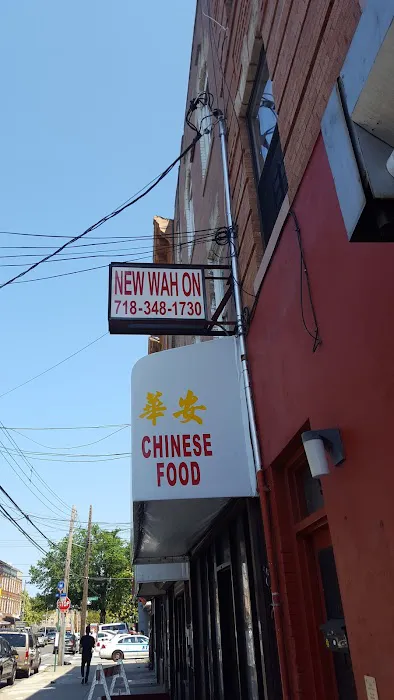 NEW WAH ON
718-348-1730
華安
CHINESE
FOOD